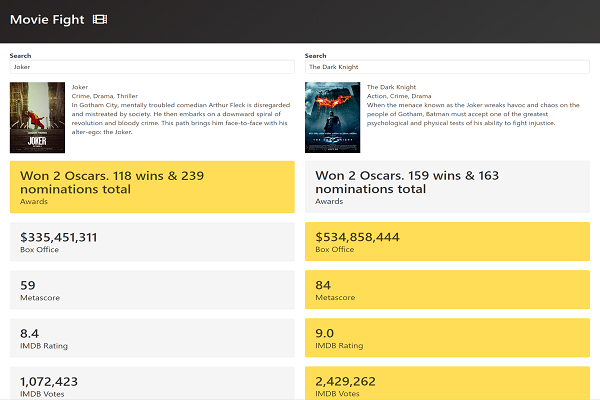 Movie Fight
Search
Joker
Joker
Crime, Drama, Thriller
In Gotham City, mentally troubled comedian Arthur Fleck is disregarded
and mistreated by society. He then embarks on a downward spiral of
revolution and bloody crime. This path brings him face-to-face with his
alter-ego: the Joker.
JOKER
Won 2 Oscars. 118 wins & 239
nominations total
Awards
$335,451,311
Box Office
59
Metascore
8.4
IMDB Rating
1,072,423
IMDB Votes
Search
The Dark Knight
The Dark Knight
Action, Crime, Drama
When the menace known as the Joker wreaks havoc and chaos on the
people of Gotham, Batman must accept one of the greatest
psychological and physical tests of his ability to fight injustice.
Won 2 Oscars. 159 wins & 163
nominations total
Awards
$534,858,444
Box Office
84
Metascore
9.0
IMDB Rating
2,429,262
IMDB Votes